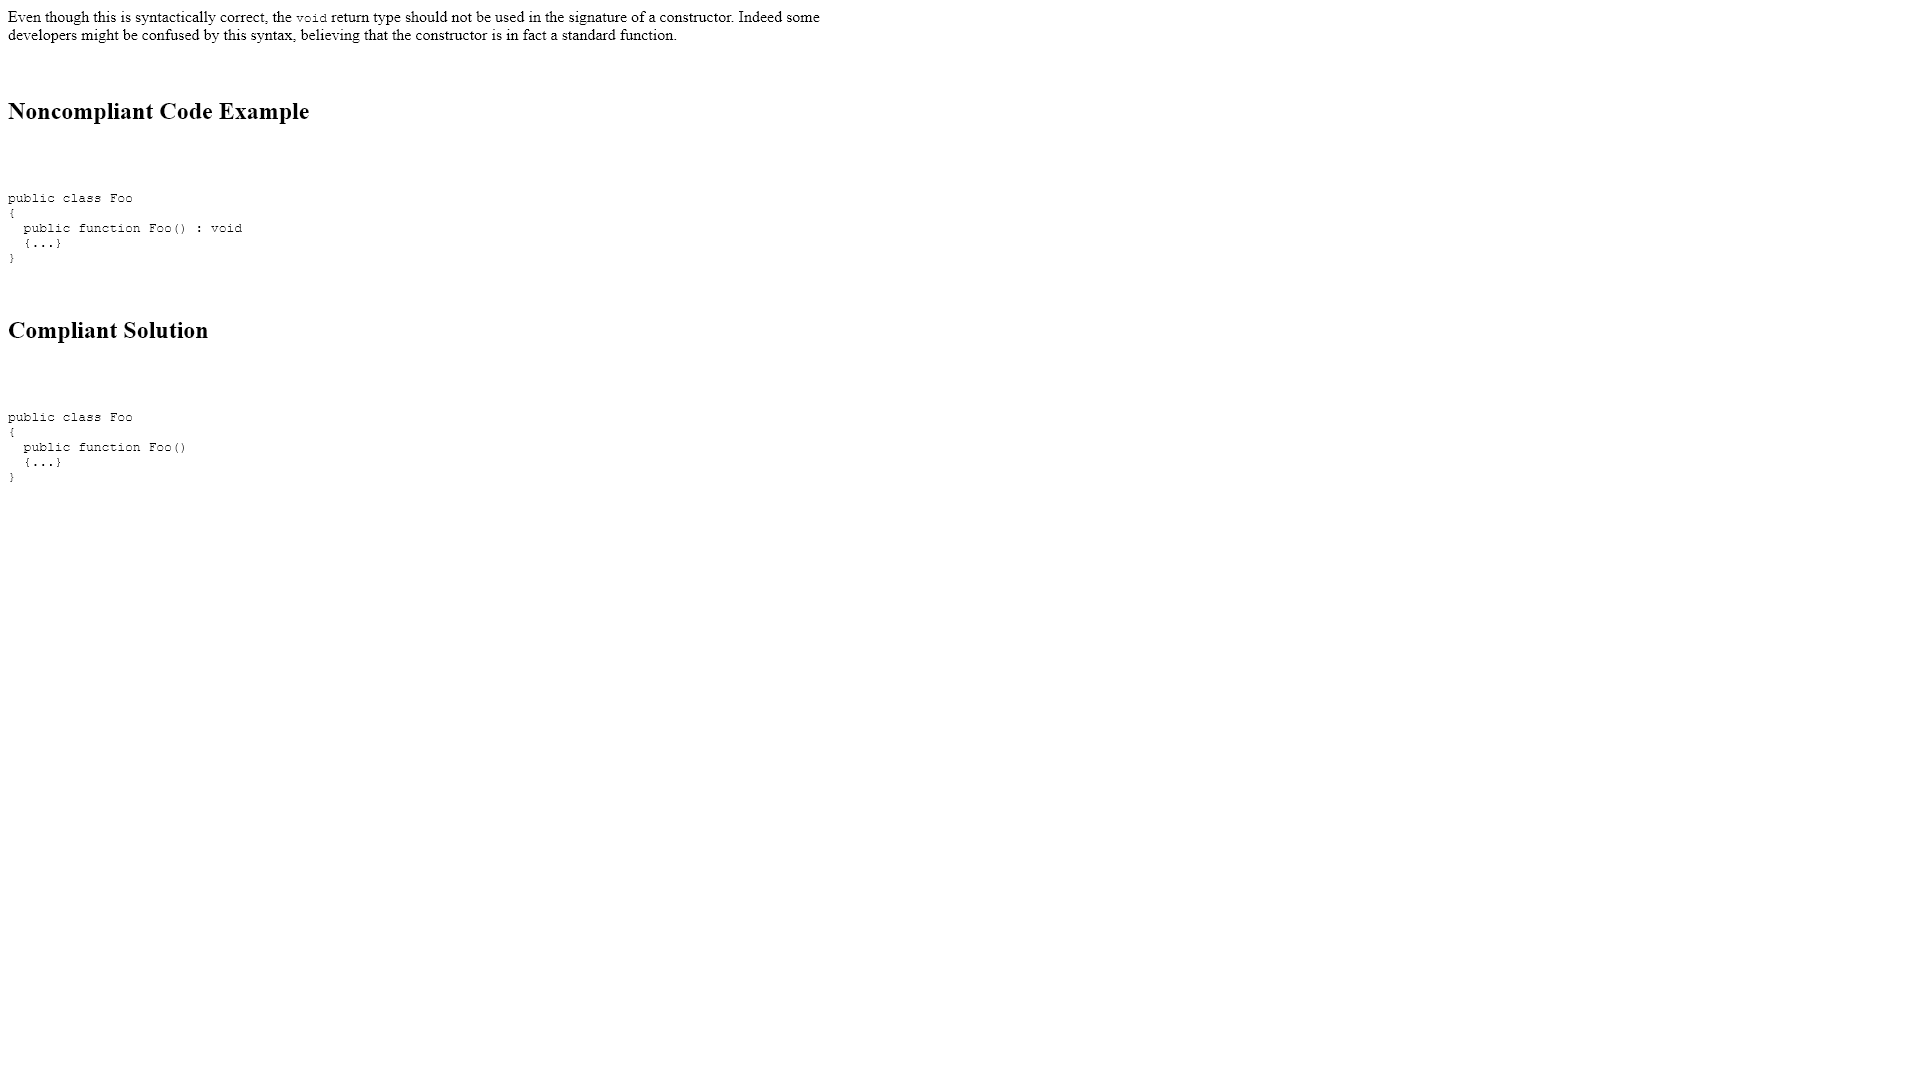 Even though this is syntactically correct, the void return type should not be used in the signature of a constructor. Indeed some
developers might be confused by this syntax, believing that the constructor is in fact a standard function.
Noncompliant Code Example
public class Foo
{
  public function Foo() : void
  {...}
}
Compliant Solution
public class Foo
{
  public function Foo()
  {...}
}